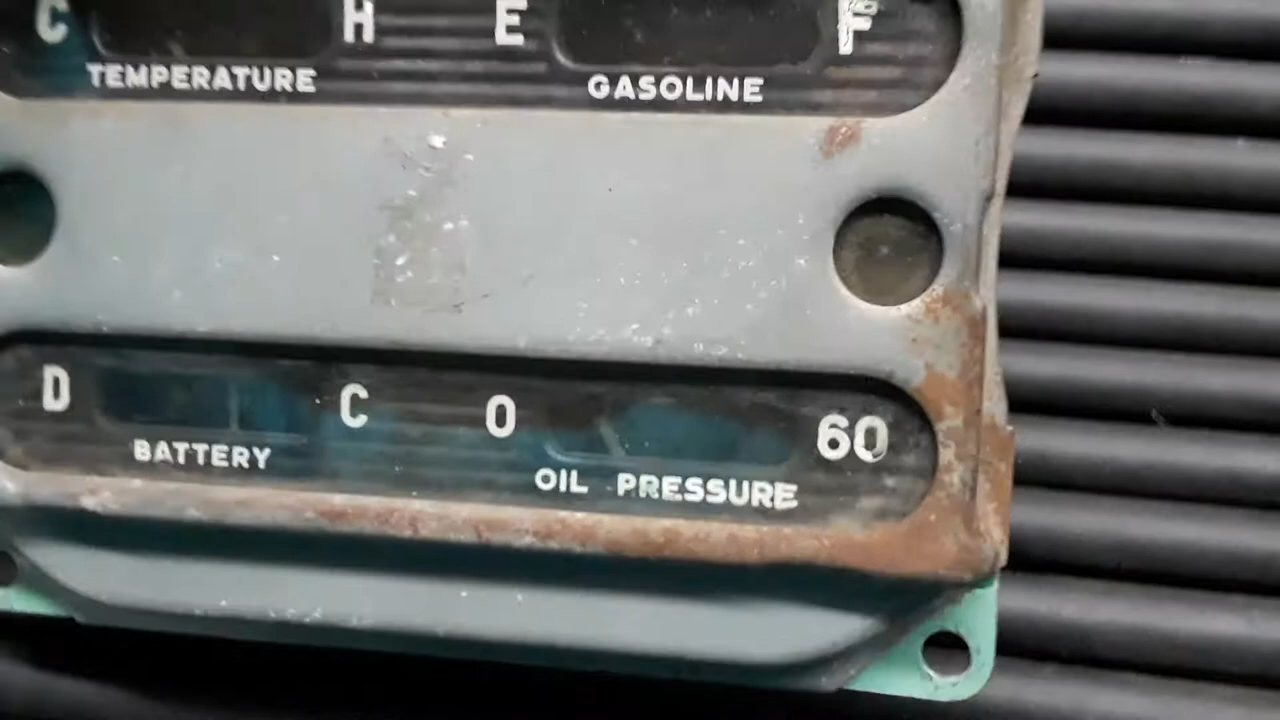 C H E F
TEMPERATURE GASOLINE
D C 0 60
BATTERY OIL PRESSURE